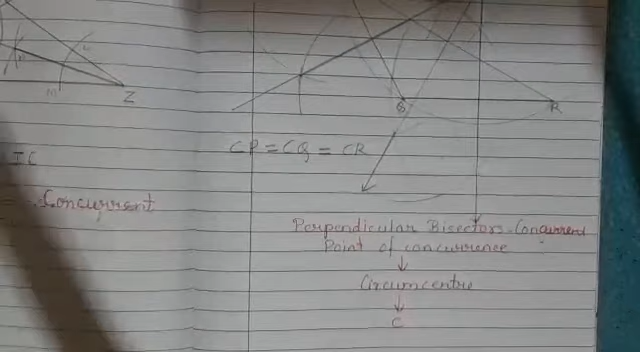 Z
IC
Concurrent
Q
R
CP = CQ = CR
Perpendicular Bisectors - Concurrent
Point of concurrence
↓
Circumcentre
↓
C